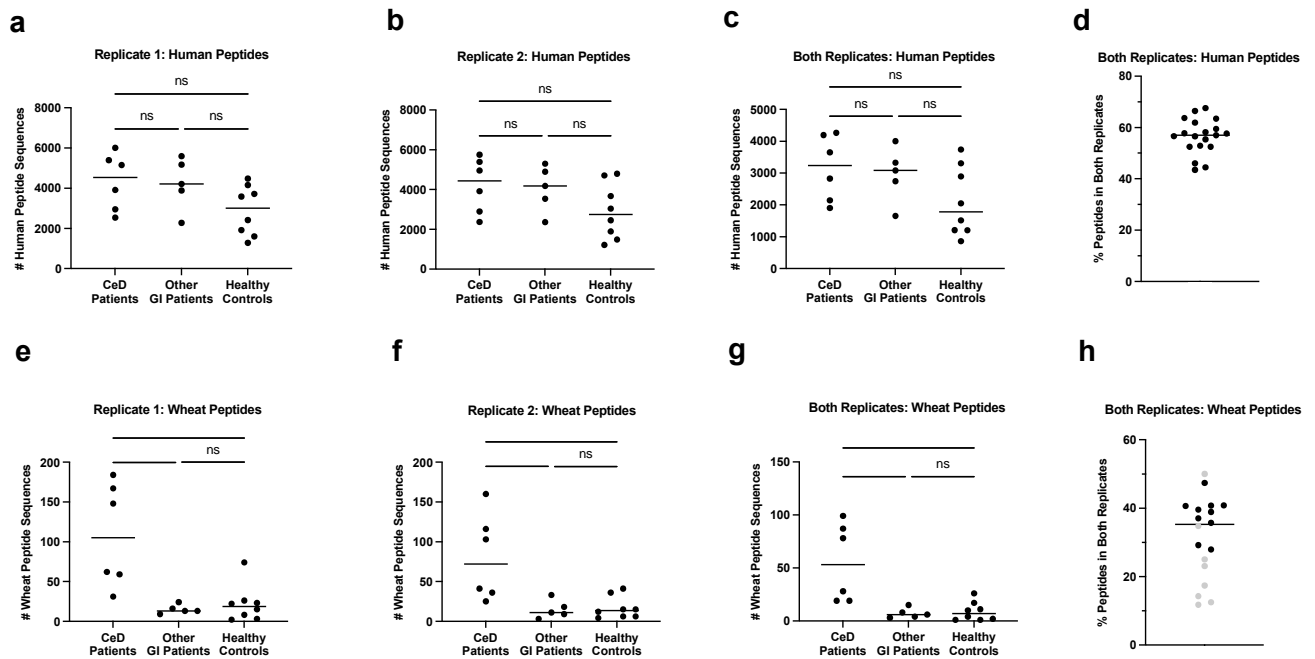 a
Replicate 1: Human Peptides
# Human Peptide Sequences
8000
6000
4000
2000
0
ns
ns
ns
CeD
Patients
Other
GI Patients
Healthy
Controls
b
Replicate 2: Human Peptides
# Human Peptide Sequences
8000
6000
4000
2000
0
ns
ns
ns
CeD
Patients
Other
GI Patients
Healthy
Controls
c
Both Replicates: Human Peptides
# Human Peptide Sequences
5000
4000
3000
2000
1000
0
ns
ns
ns
CeD
Patients
Other
GI Patients
Healthy
Controls
d
Both Replicates: Human Peptides
% Peptides in Both Replicates
80
60
40
20
0
e
Replicate 1: Wheat Peptides
# Wheat Peptide Sequences
200
150
100
50
0
ns
CeD
Patients
Other
GI Patients
Healthy
Controls
f
Replicate 2: Wheat Peptides
# Wheat Peptide Sequences
200
150
100
50
0
ns
CeD
Patients
Other
GI Patients
Healthy
Controls
g
Both Replicates: Wheat Peptides
# Wheat Peptide Sequences
150
100
50
0
ns
CeD
Patients
Other
GI Patients
Healthy
Controls
h
Both Replicates: Wheat Peptides
% Peptides in Both Replicates
60
40
20
0